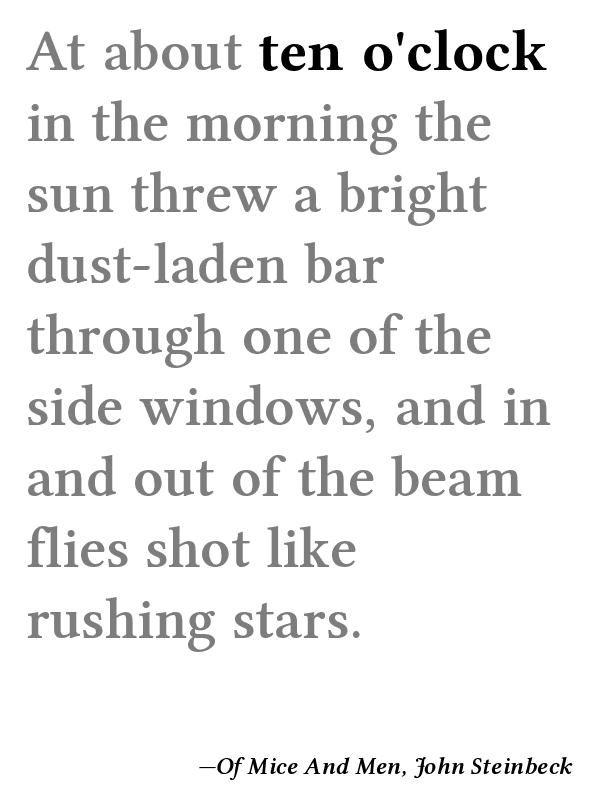 At about ten o'clock
in the morning the
sun threw a bright
dust-laden bar
through one of the
side windows, and in
and out of the beam
flies shot like
rushing stars.
—Of Mice And Men, John Steinbeck